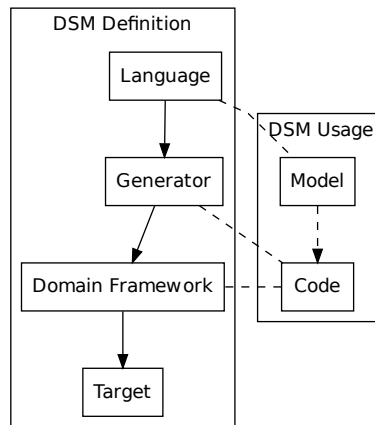 DSM Definition
Language
DSM Usage
Generator
Model
Domain Framework
Code
Target